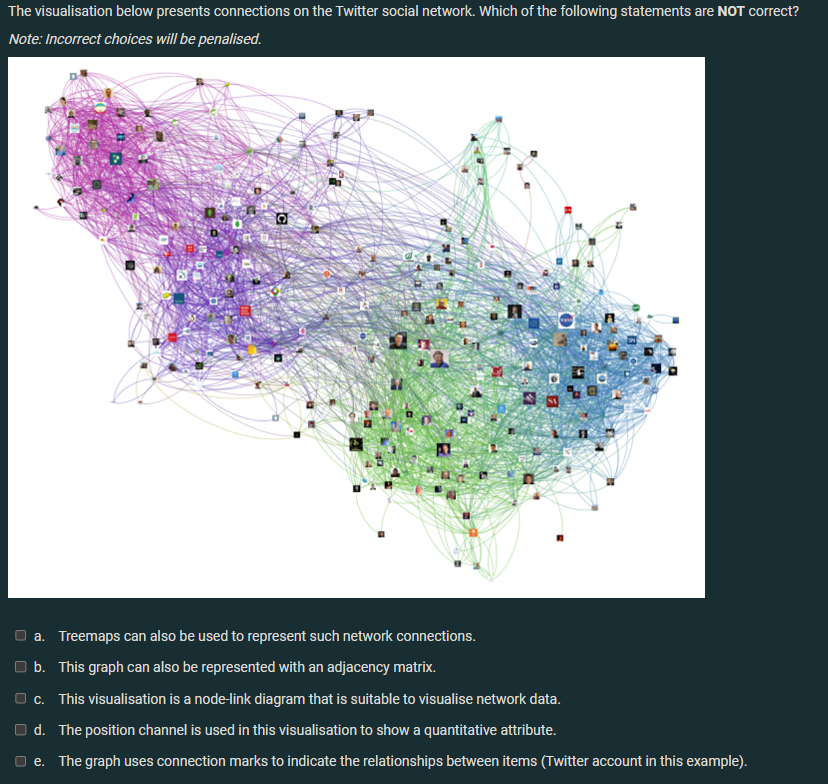 The visualisation below presents connections on the Twitter social network. Which of the following statements are NOT correct?
Note: Incorrect choices will be penalised.
a. Treemaps can also be used to represent such network connections.
b. This graph can also be represented with an adjacency matrix.
c. This visualisation is a node-link diagram that is suitable to visualise network data.
d. The position channel is used in this visualisation to show a quantitative attribute.
e. The graph uses connection marks to indicate the relationships between items (Twitter account in this example).